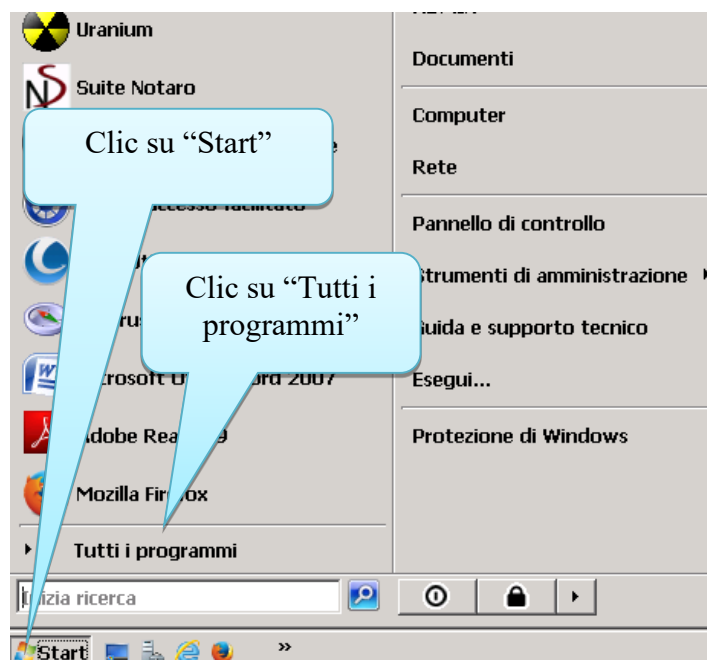 Uranium
Suite Notaro
Clic su “Start”
Clic su “Tutti i
programmi”
Mozilla Firefox
Tutti i programmi
Inizia ricerca
Start
»
Documenti
Computer
Rete
Pannello di controllo
Strumenti di amministrazione
Guida e supporto tecnico
Esegui...
Protezione di Windows